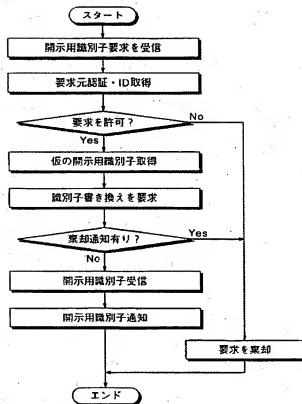 スタート
開示用識別子要求を受信
要求元認証・ID取得
要求を許可?
No
Yes
仮の開示用識別子取得
識別子書き換えを要求
棄却通知有り?
Yes
No
開示用識別子受信
開示用識別子通知
要求を棄却
エンド